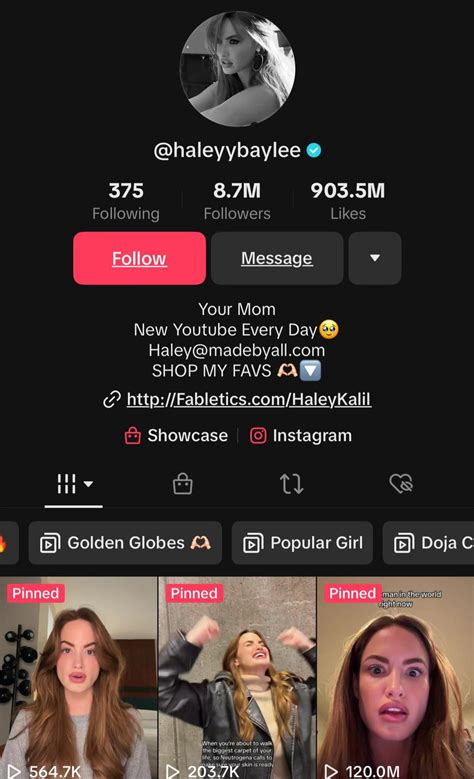 @haleyybaylee
375 8.7M 903.5M
Following Followers Likes
Follow Message
Your Mom
New Youtube Every Day🥹
Haley@madebyall.com
SHOP MY FAVS 🫶🏻🔽
http://Fabletics.com/HaleyKalil
Showcase Instagram
Golden Globes 🫶🏻 Popular Girl Doja C
Pinned Pinned Pinned
man in the world
right now
When you're about to walk
the biggest carpet of your
life, so Neutrogena calls to
make sure your skin is ready
564.7K 203.7K 120.0M